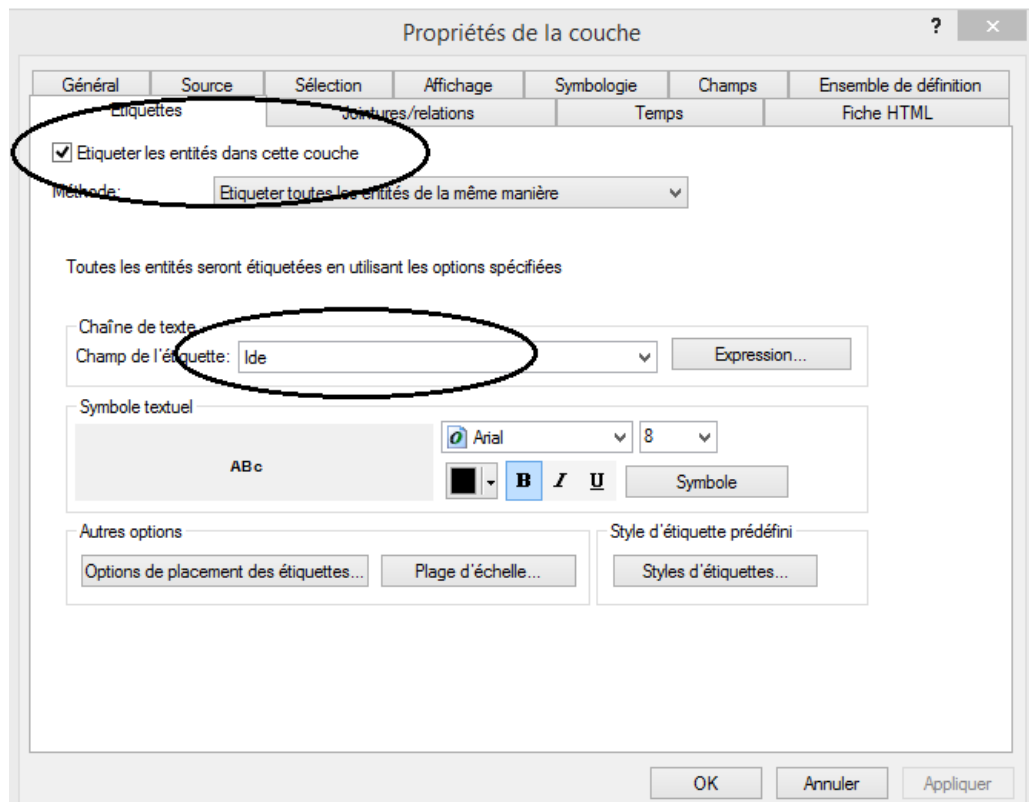 Propriétés de la couche
?
Général Source Sélection Affichage Symbologie Champs Ensemble de définition
Etiquettes Jointures/relations Temps Fiche HTML
Etiqueter les entités dans cette couche
Méthode: Etiqueter toutes les entités de la même manière
Toutes les entités seront étiquetées en utilisant les options spécifiées
Chaîne de texte
Champ de l'étiquette: Ide Expression...
Symbole textuel
ABc
Arial 8
B I U Symbole
Autres options Style d'étiquette prédéfini
Options de placement des étiquettes... Plage d'échelle... Styles d'étiquettes...
OK Annuler Appliquer